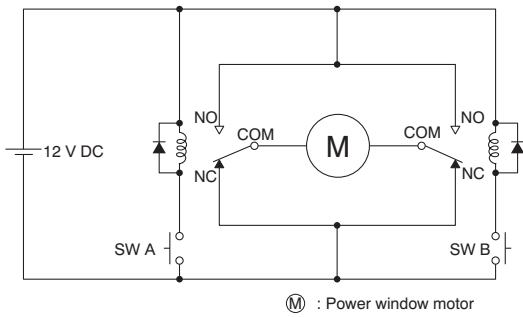 NO
NO
COM
COM
M
12 V DC
NC
NC
SW A
SW B
M : Power window motor